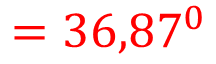 = 36,87⁰